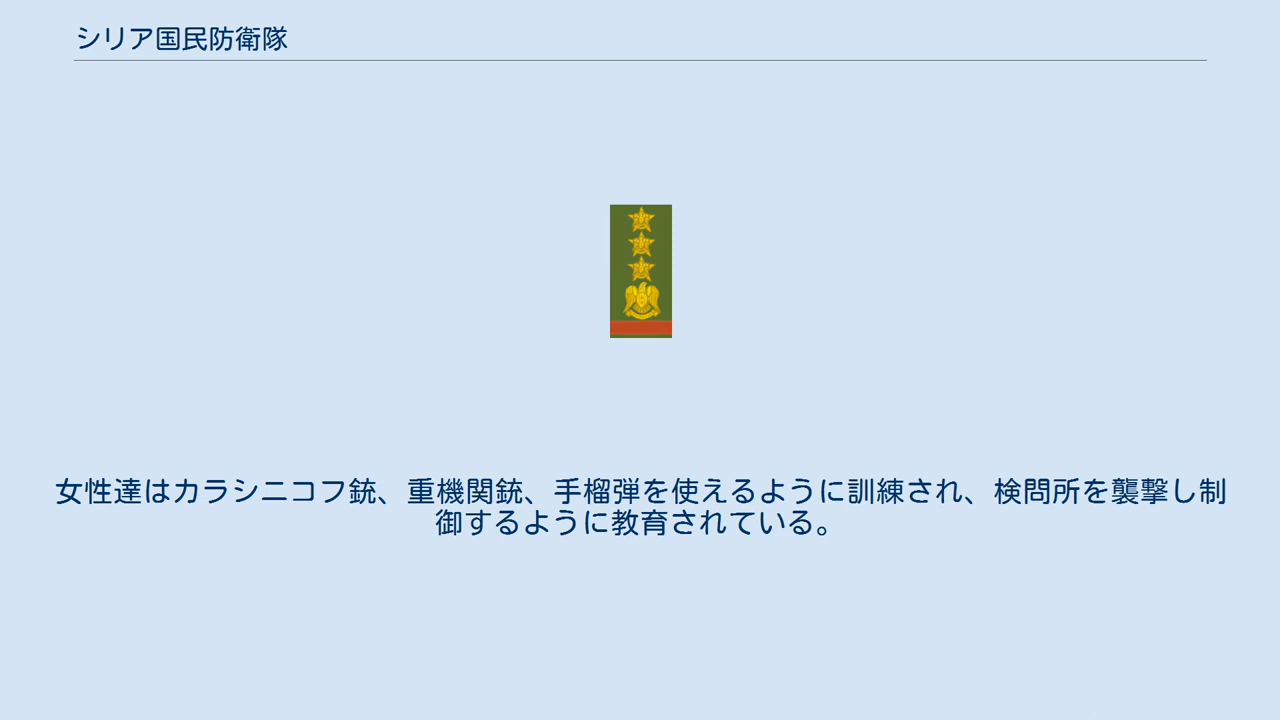 シリア国民防衛隊
女性達はカラシニコフ銃、重機関銃、手榴弾を使えるように訓練され、検問所を襲撃し制
御するように教育されている。